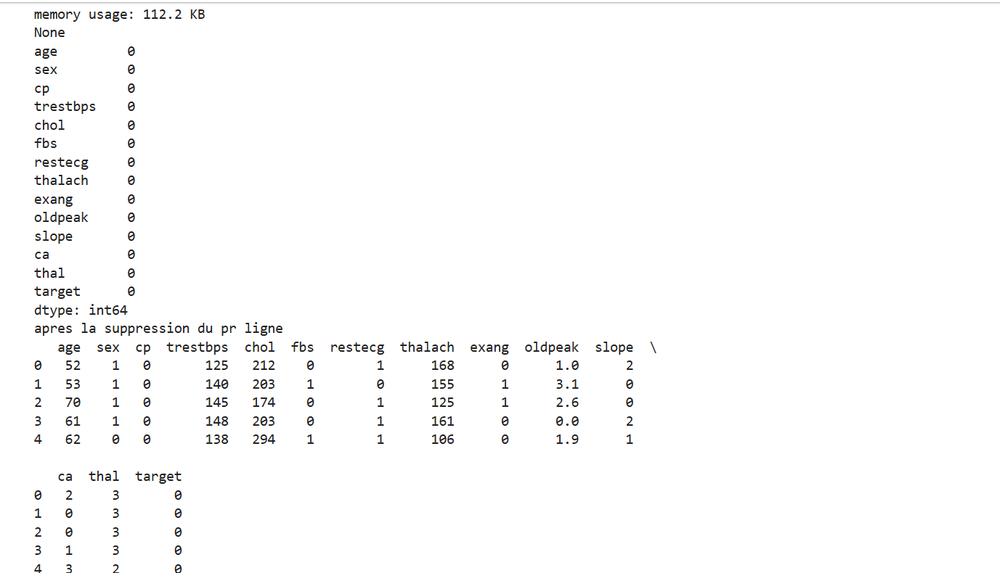 memory usage: 112.2 KB
None
age         0
sex         0
cp          0
trestbps    0
chol        0
fbs         0
restecg     0
thalach     0
exang       0
oldpeak     0
slope       0
ca          0
thal        0
target      0
dtype: int64
apres la suppression du pr ligne
   age  sex  cp  trestbps  chol  fbs  restecg  thalach  exang  oldpeak  slope  \
0   52    1   0       125   212    0        1      168      0      1.0      2
1   53    1   0       140   203    1        0      155      1      3.1      0
2   70    1   0       145   174    0        1      125      1      2.6      0
3   61    1   0       148   203    0        1      161      0      0.0      2
4   62    0   0       138   294    1        1      106      0      1.9      1
   ca  thal  target
0   2     3       0
1   0     3       0
2   0     3       0
3   1     3       0
4   3     2       0